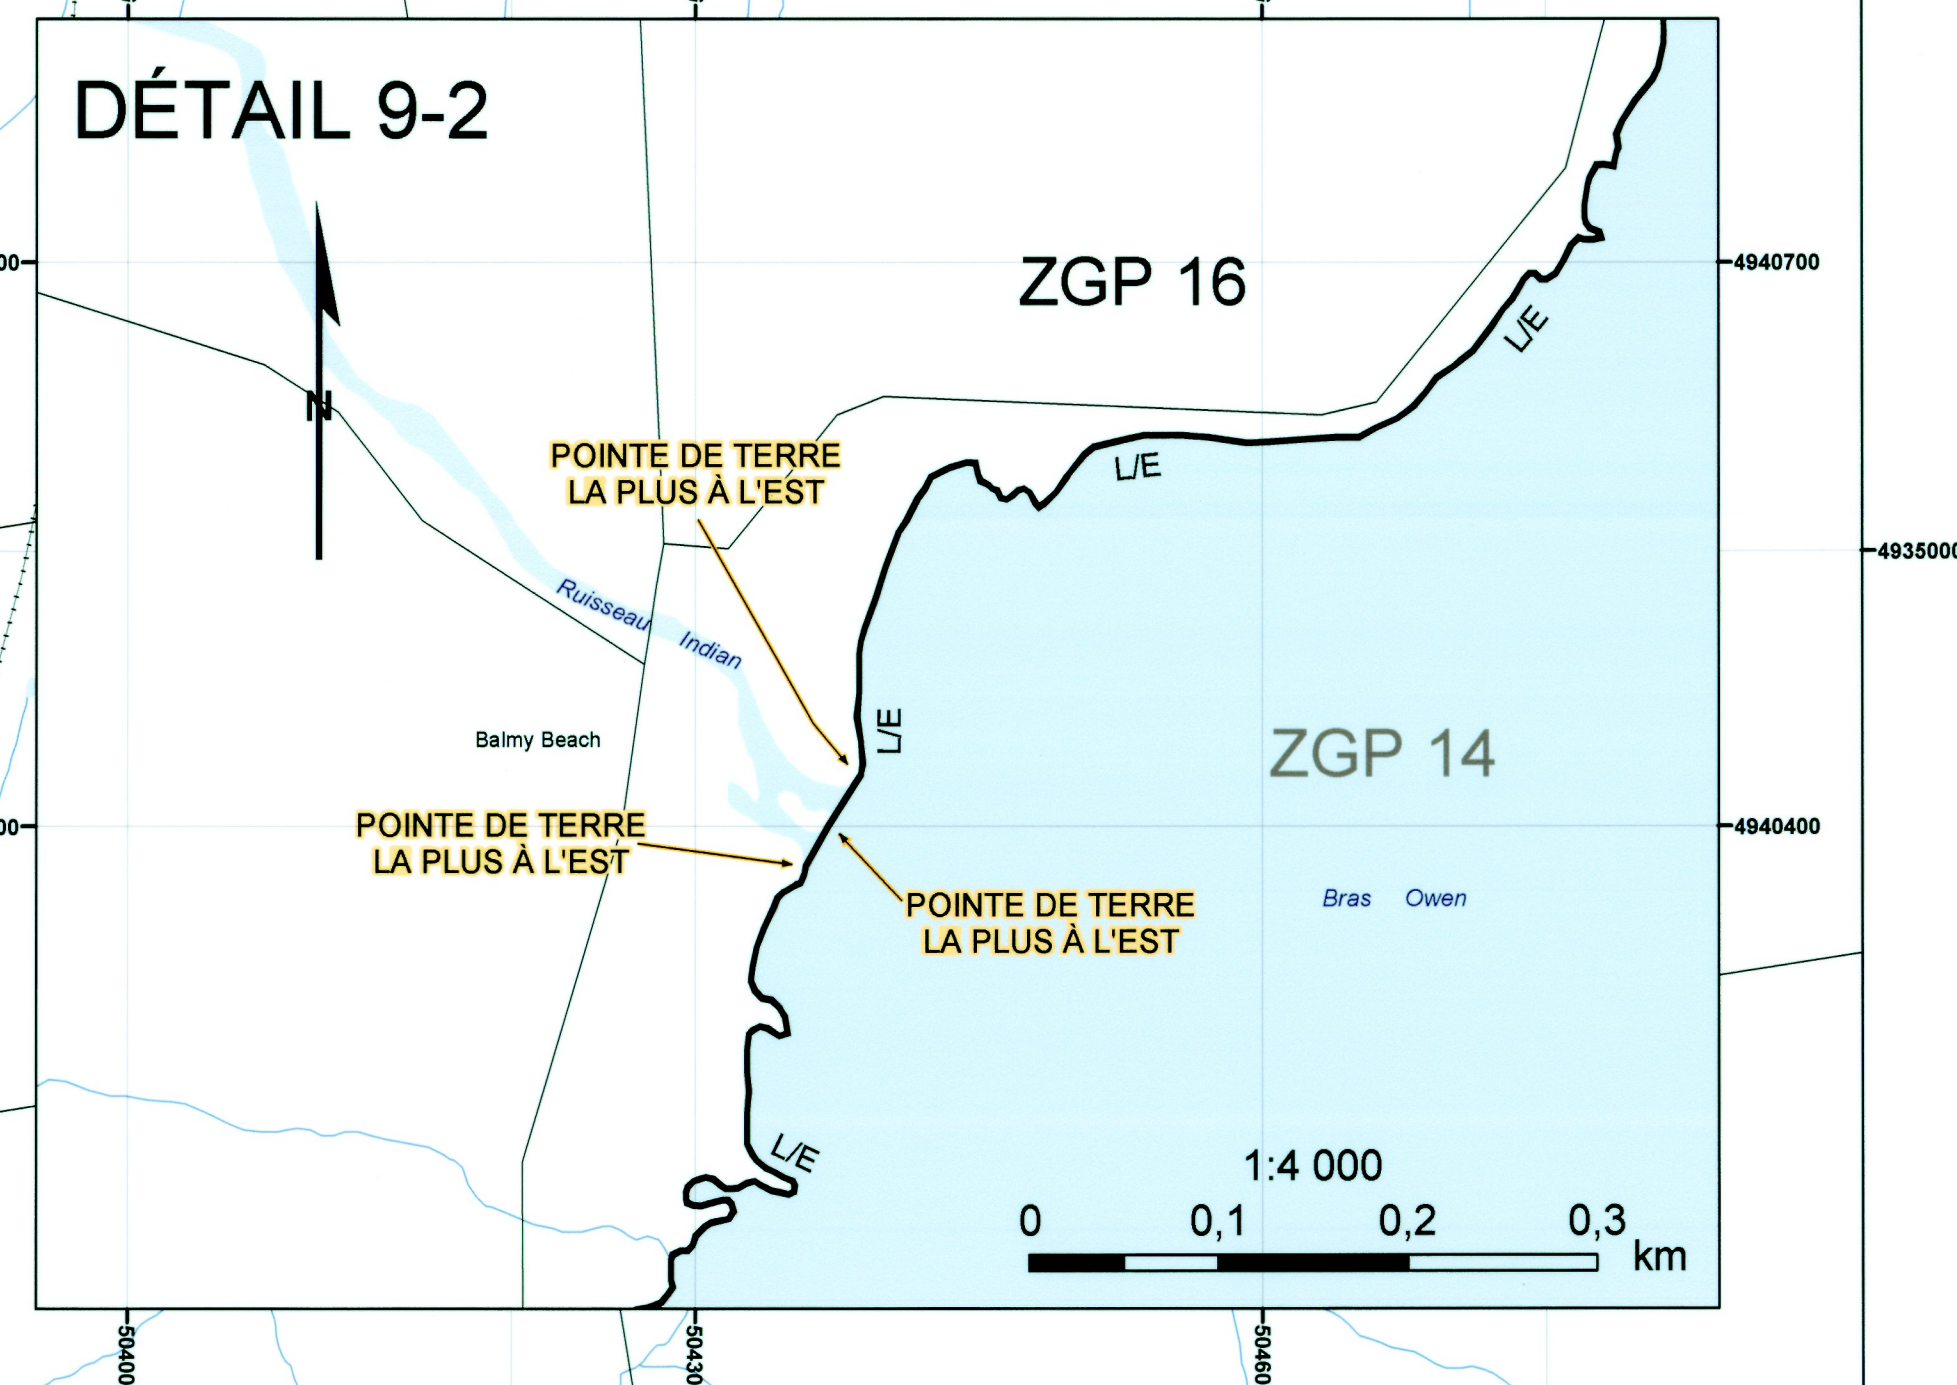 DÉTAIL 9-2
ZGP 16
00
4940700
L/E
N
POINTE DE TERRE
LA PLUS À L'EST
L/E
4935000
Ruisseau Indian
L/E
Balmy Beach
ZGP 14
00
POINTE DE TERRE
LA PLUS À L'EST
4940400
POINTE DE TERRE
LA PLUS À L'EST
Bras Owen
L/E
1:4 000
0 0,1 0,2 0,3 km
50400
50430
50460